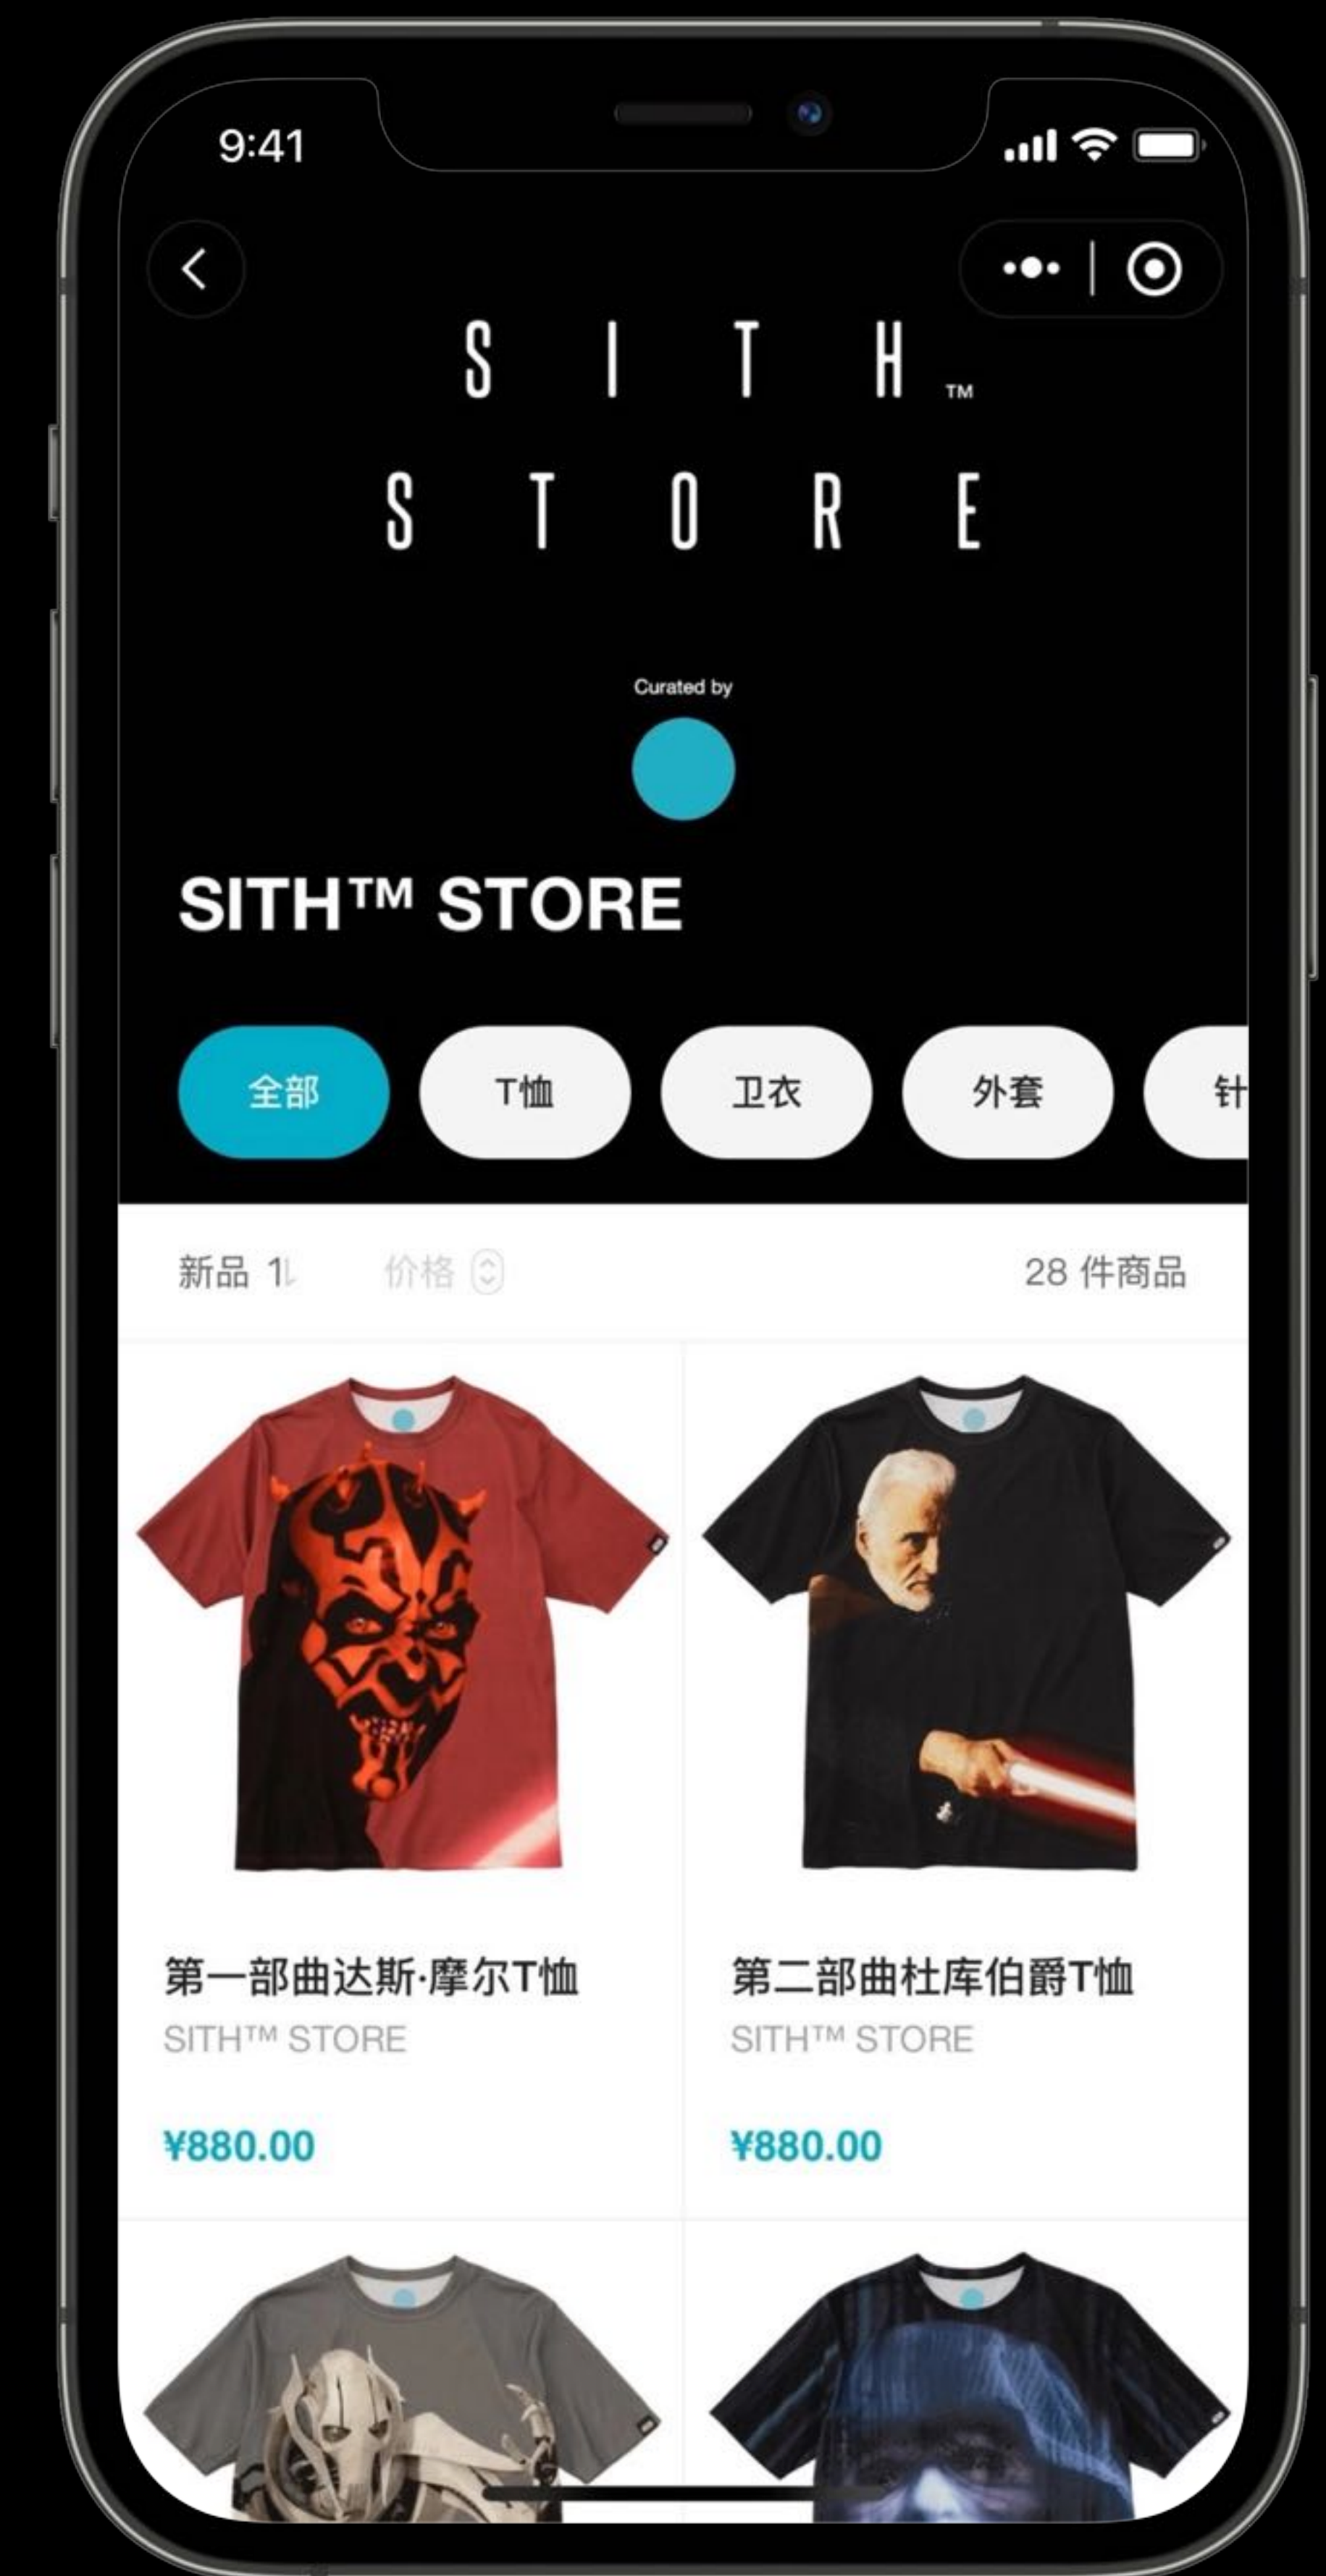 9:41
S I T H ™
S T O R E
Curated by
SITH™ STORE
全部 T恤 卫衣 外套 针
新品 价格 28 件商品
第一部曲达斯·摩尔T恤 第二部曲杜库伯爵T恤
SITH™ STORE SITH™ STORE
¥880.00 ¥880.00